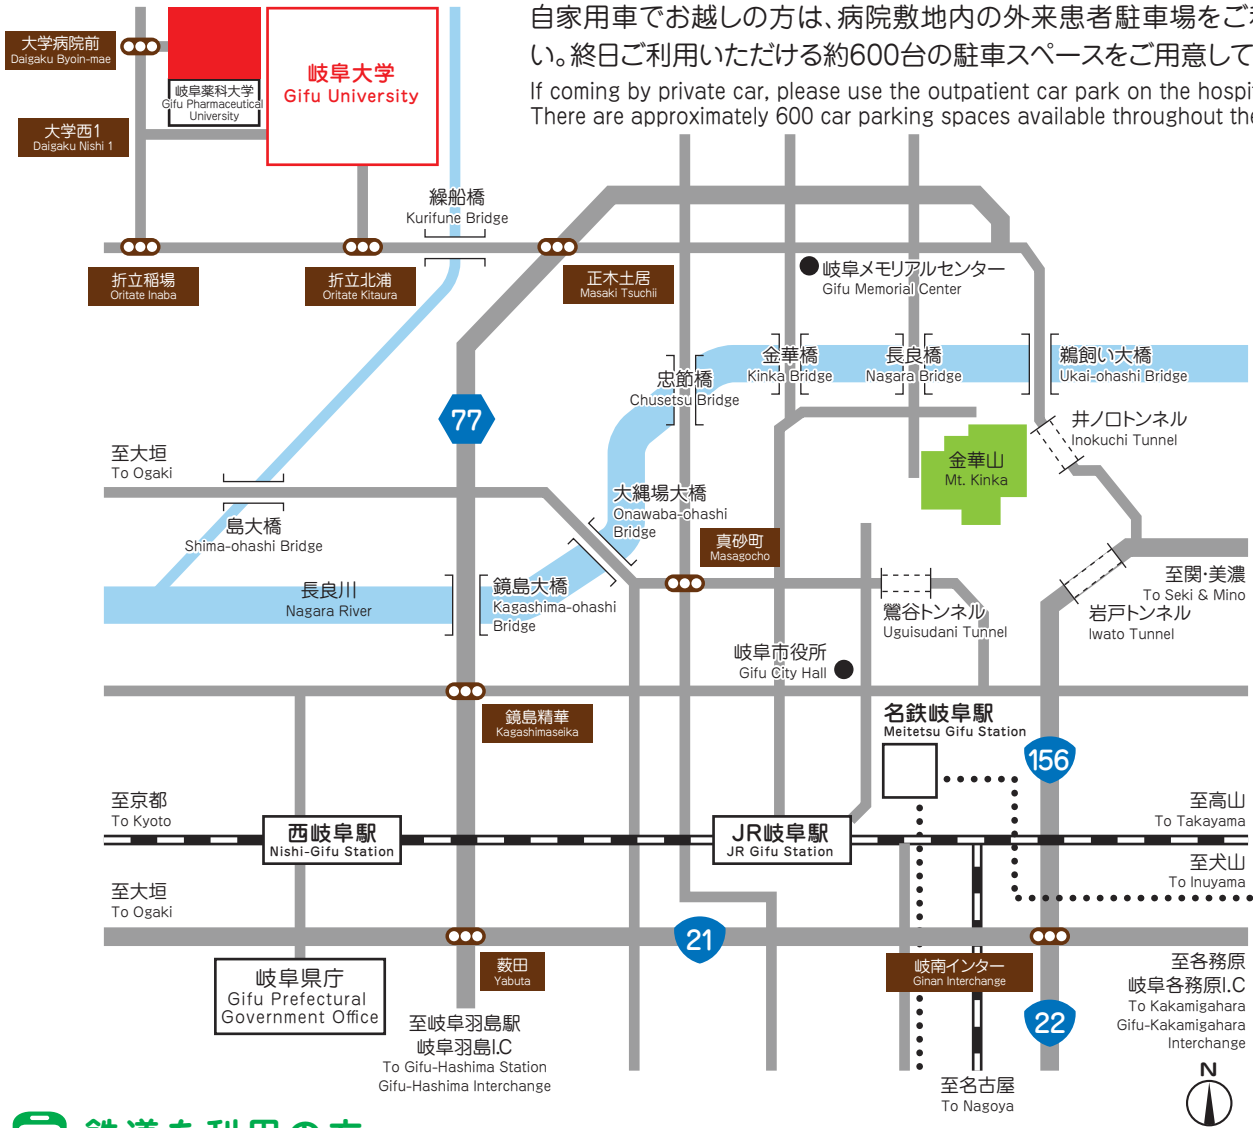 自家用車でお越しの方は、病院敷地内の外来患者駐車場をご
い。終日ご利用いただける約600台の駐車スペースをご用意して
If coming by private car, please use the outpatient car park on the
There are approximately 600 car parking spaces available throughout
大学病院前
Daigaku Byoin-mae
岐阜薬科大学
Gifu Pharmaceutical
University
岐阜大学
Gifu University
大学西1
Daigaku Nishi 1
繰船橋
Kurifune Bridge
折立稲場
Oritate Inaba
折立北浦
Oritate Kitaura
正木土居
Masaki Tsuchii
岐阜メモリアルセンター
Gifu Memorial Center
忠節橋
Chusetsu Bridge
金華橋
Kinka Bridge
長良橋
Nagara Bridge
鵜飼い大橋
Ukai-ohashi Bridge
77
井ノ口トンネル
Inokuchi Tunnel
至大垣
To Ogaki
金華山
Mt. Kinka
島大橋
Shima-ohashi Bridge
大縄場大橋
Onawaba-ohashi
Bridge
真砂町
Masagocho
長良川
Nagara River
鏡島大橋
Kagashima-ohashi
Bridge
鶯谷トンネル
Uguisudani Tunnel
至関・美濃
To Seki & Mino
岩戸トンネル
Iwato Tunnel
岐阜市役所
Gifu City Hall
鏡島精華
Kagashimaseika
名鉄岐阜駅
Meitetsu Gifu Station
156
至京都
To Kyoto
西岐阜駅
Nishi-Gifu Station
JR岐阜駅
JR Gifu Station
至高山
To Takayama
至犬山
To Inuyama
至大垣
To Ogaki
21
岐阜県庁
Gifu Prefectural
Government Office
薮田
Yabuta
岐南インター
Ginan Interchange
至各務原
岐阜各務原I.C
To Kakamigahara
Gifu-Kakamigahara
Interchange
22
至岐阜羽島駅
岐阜羽島I.C
To Gifu-Hashima Station
Gifu-Hashima Interchange
至名古屋
To Nagoya
N